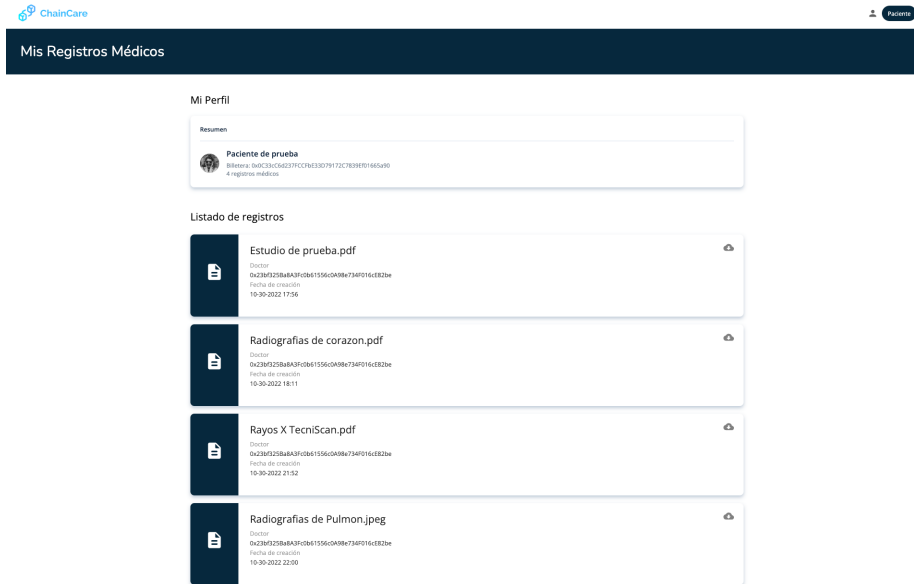 ChainCare
Paciente
Mis Registros Médicos
Mi Perfil
Resumen
Paciente de prueba
Billetera: 0x0C33cC6d237FCCFbE33D79172C7839Ef01665a90
4 registros médicos
Listado de registros
Estudio de prueba.pdf
Doctor
0x23bf325Ba8A3Fc0b61556c0A98e734F016cE82be
Fecha de creación
10-30-2022 17:56
Radiografias de corazon.pdf
Doctor
0x23bf325Ba8A3Fc0b61556c0A98e734F016cE82be
Fecha de creación
10-30-2022 18:11
Rayos X TecniScan.pdf
Doctor
0x23bf325Ba8A3Fc0b61556c0A98e734F016cE82be
Fecha de creación
10-30-2022 21:52
Radiografias de Pulmon.jpeg
Doctor
0x23bf325Ba8A3Fc0b61556c0A98e734F016cE82be
Fecha de creación
10-30-2022 22:00